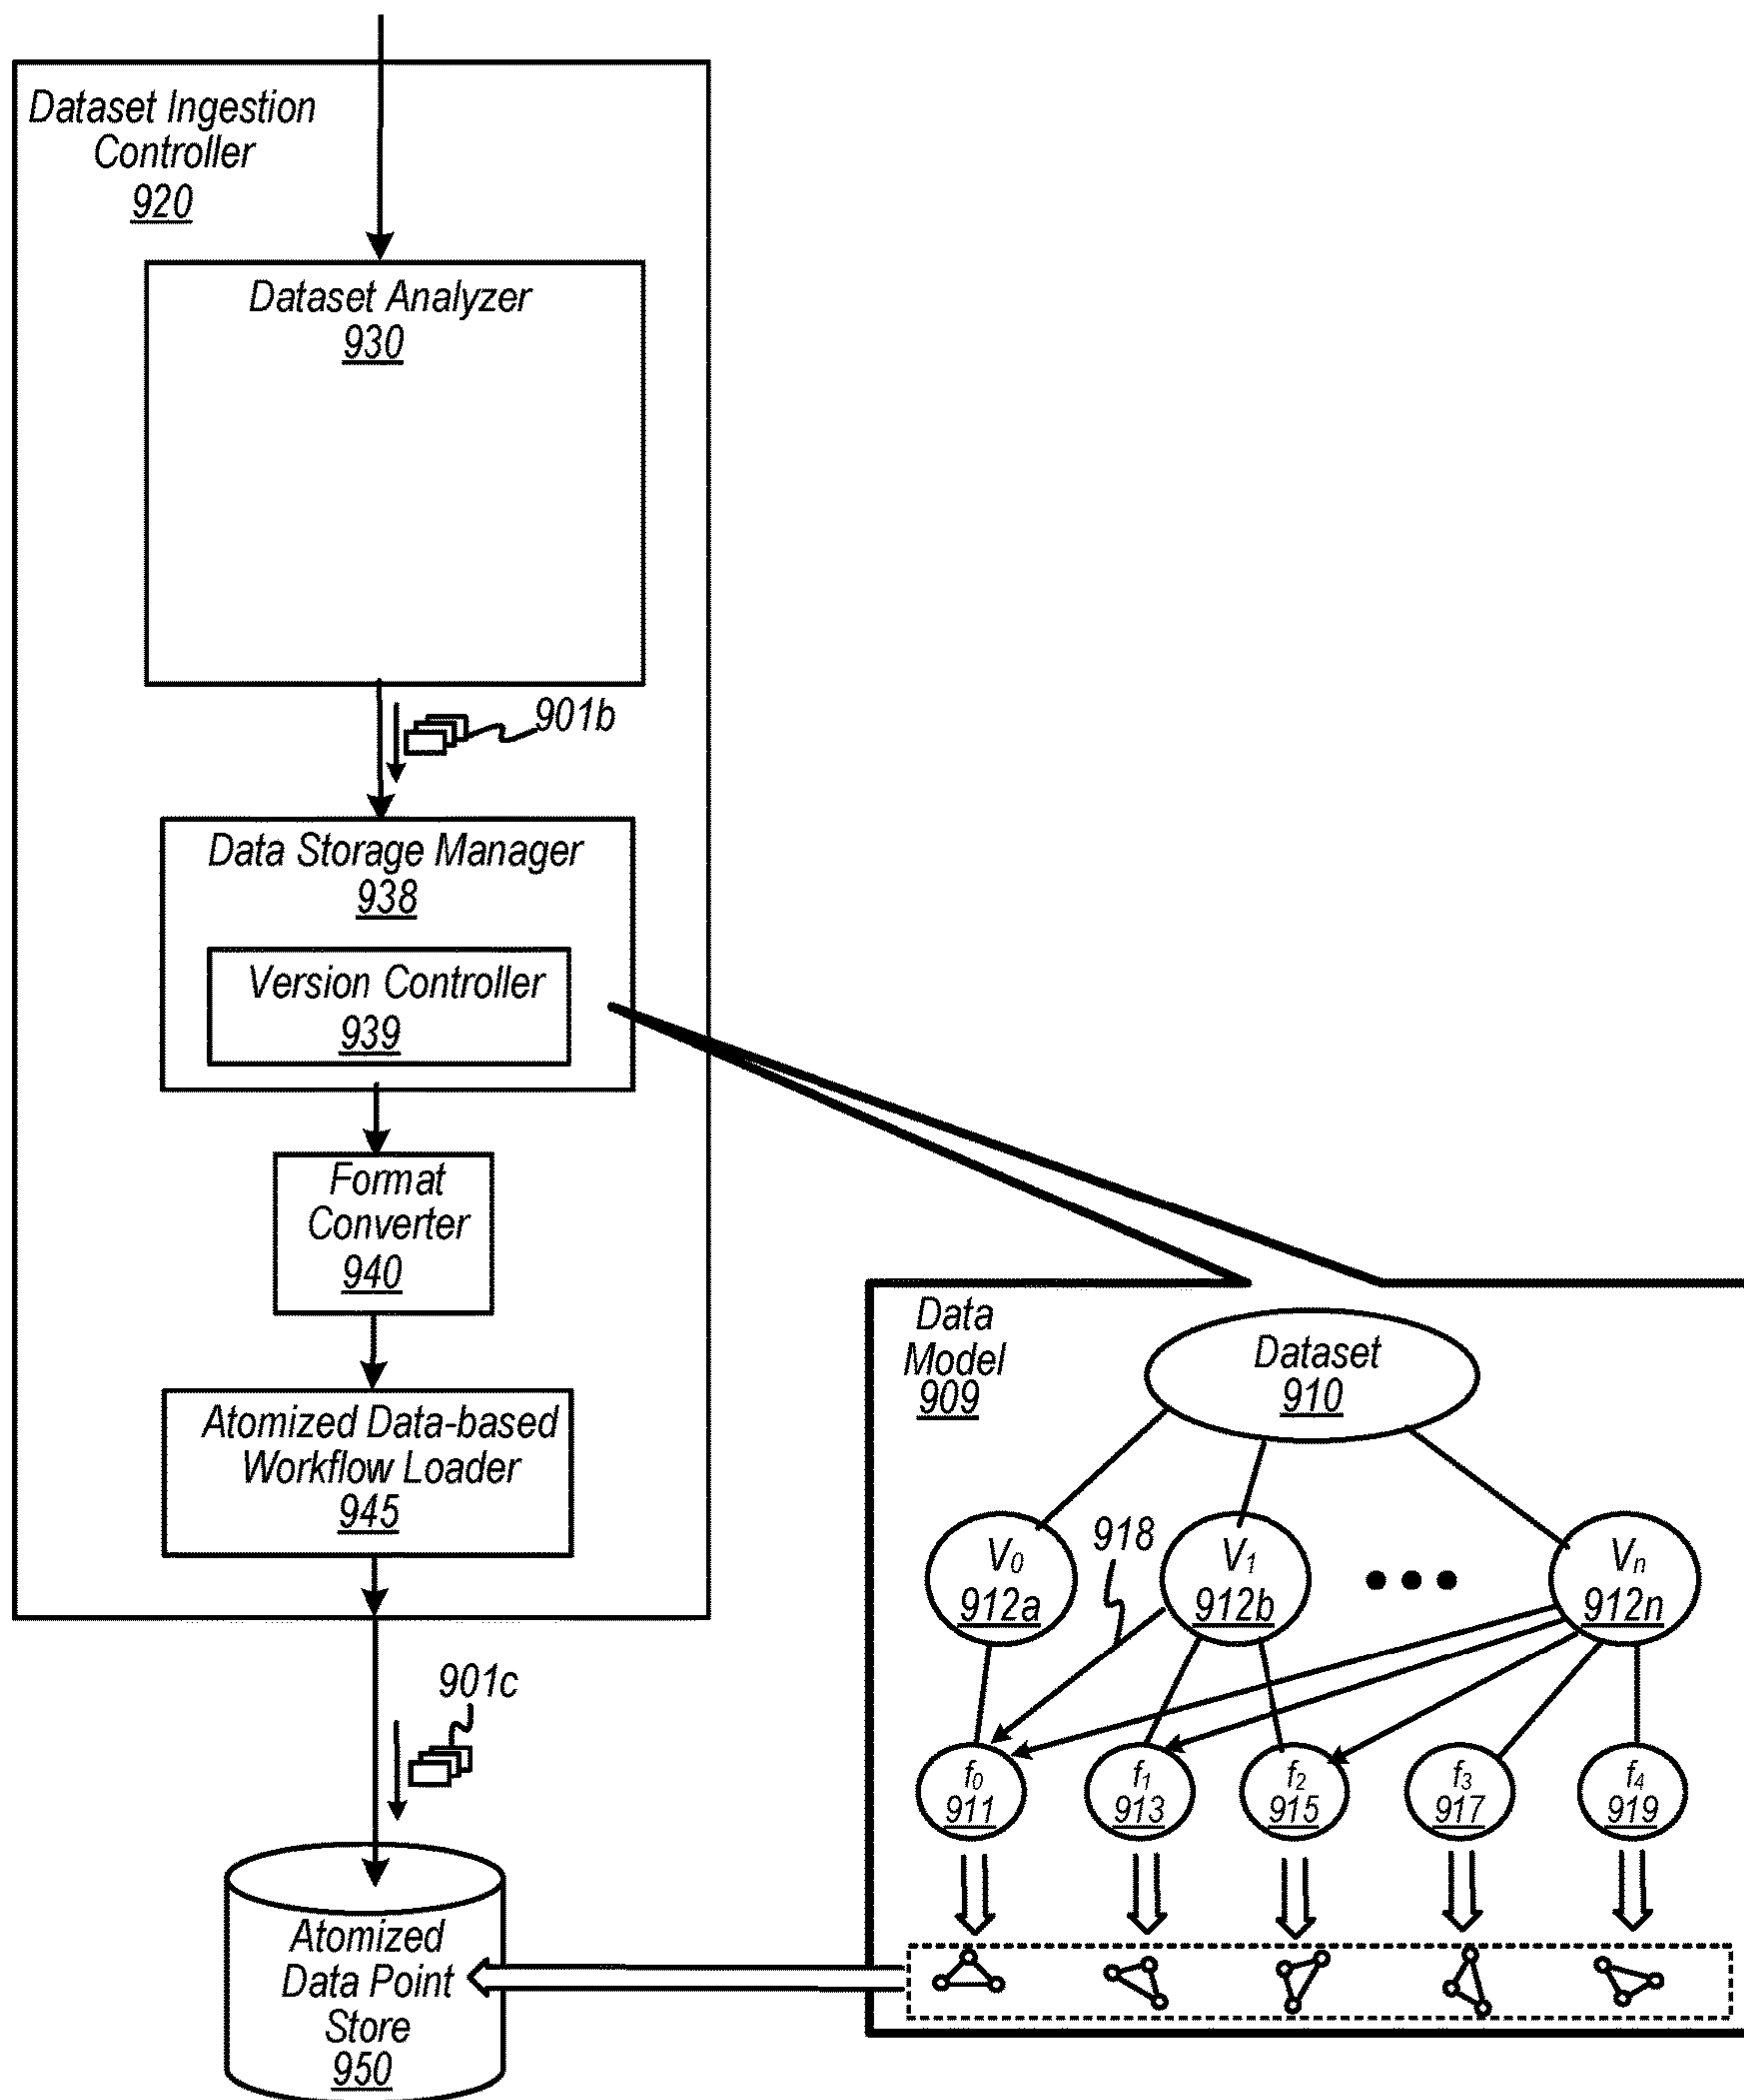 Dataset Ingestion
Controller
920
Dataset Analyzer
930
901b
Data Storage Manager
938
Version Controller
939
Format
Converter
940
Atomized Data-based
Workflow Loader
945
901c
Atomized
Data Point
Store
950
Data
Model
909
Dataset
910
918
V0
912a
V1
912b
Vn
912n
f0
911
f1
913
f2
915
f3
917
f4
919